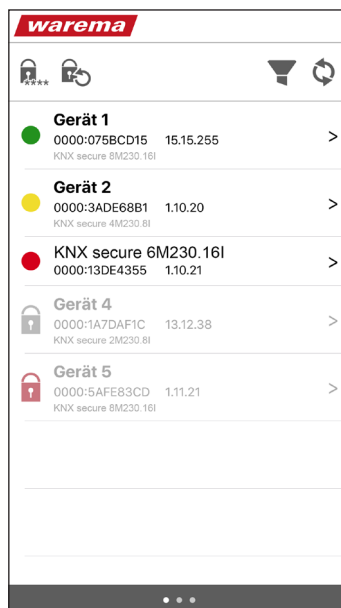 warema
****
Gerät 1
0000:075BCD15 15.15.255
KNX secure 8M230.16I
>
Gerät 2
0000:3ADE68B1 1.10.20
KNX secure 4M230.8I
>
KNX secure 6M230.16I
0000:13DE4355 1.10.21
>
Gerät 4
0000:1A7DAF1C 13.12.38
KNX secure 2M230.8I
>
Gerät 5
0000:5AFE83CD 1.11.21
KNX secure 8M230.16I
>